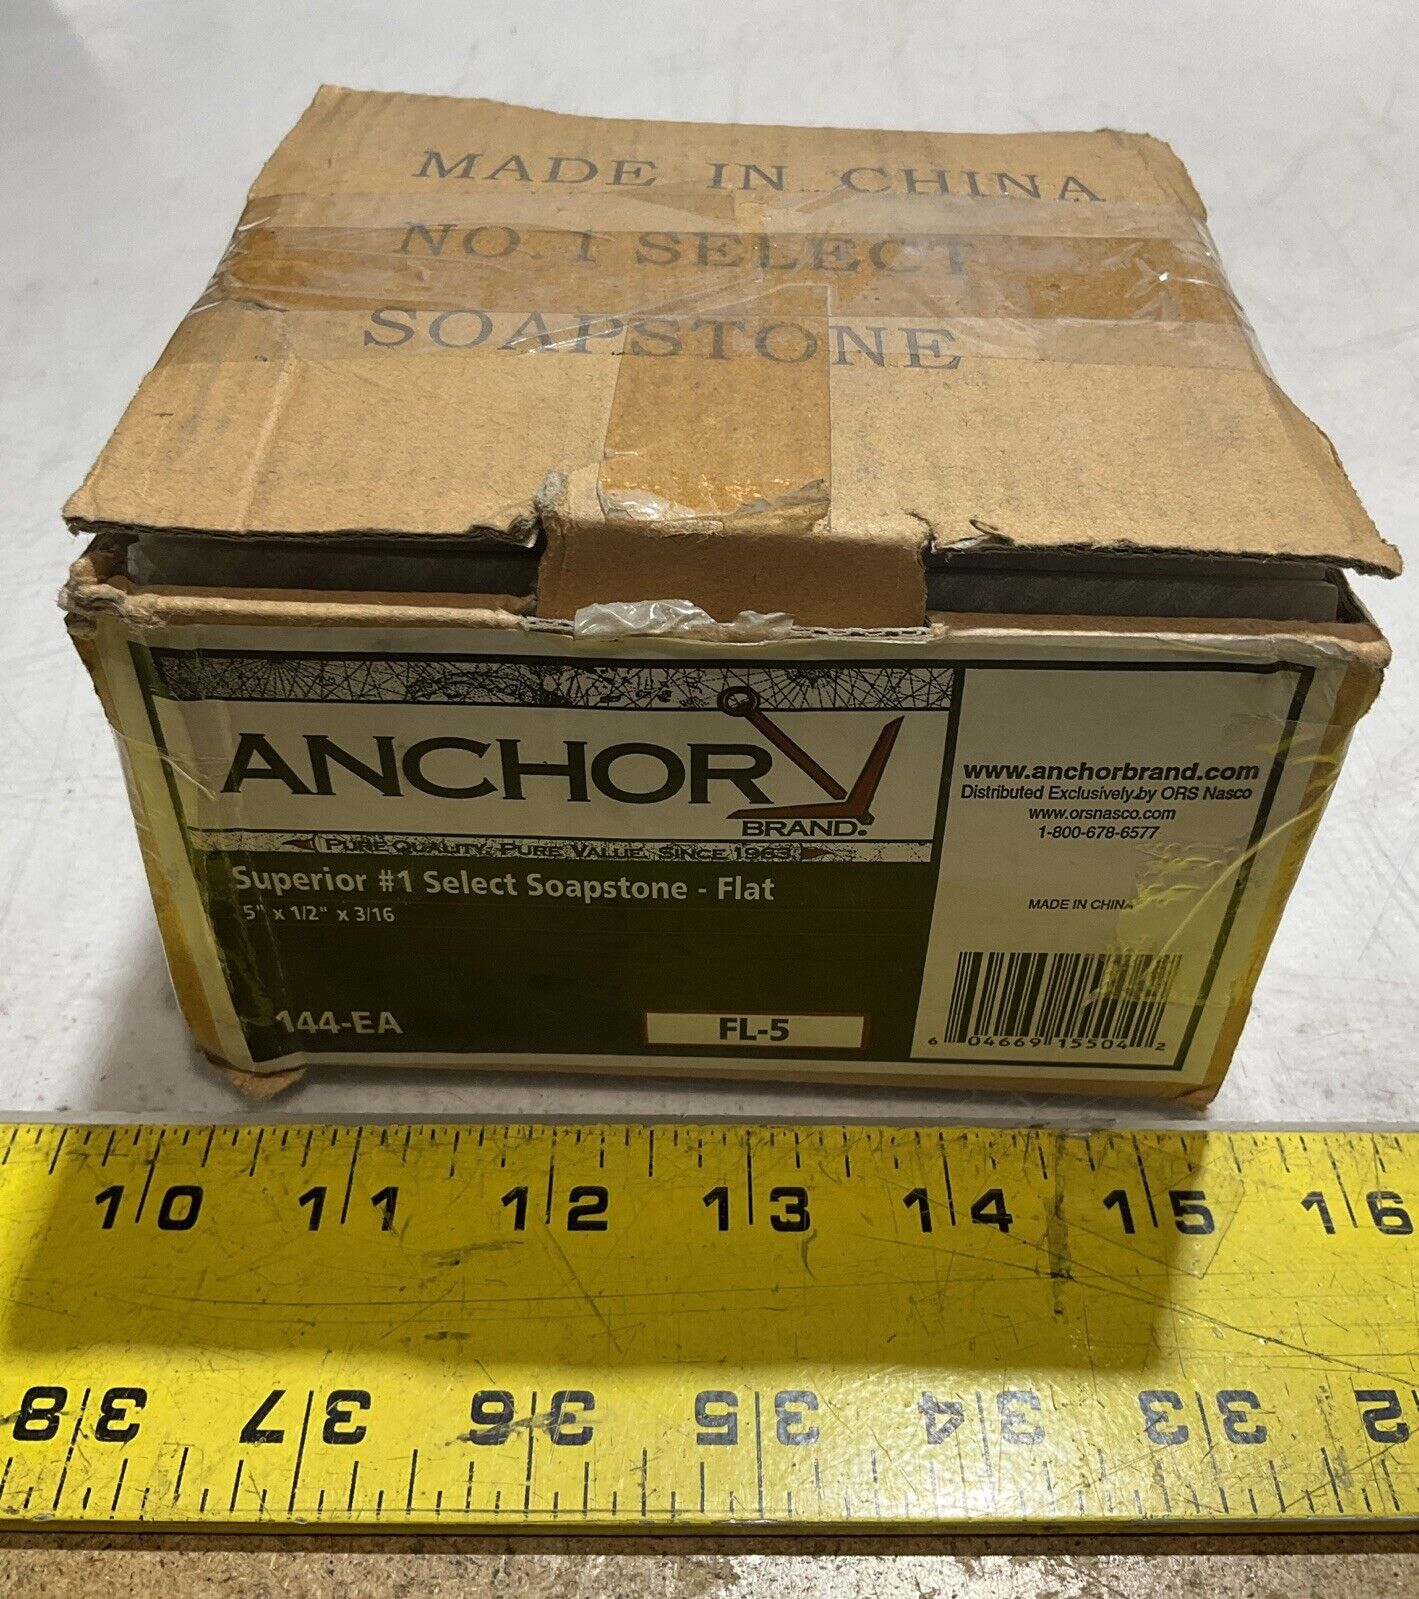 MADE IN CHINA
NO.1 SELECT
SOAPSTONE
ANCHOR
BRAND®
PURE QUALITY. PURE VALUE. SINCE 1963
Superior #1 Select Soapstone - Flat
5" x 1/2" x 3/16
144-EA
FL-5
www.anchorbrand.com
Distributed Exclusively by ORS Nasco
www.orsnasco.com
1-800-678-6577
MADE IN CHINA
6 04669 15504 2
10 11 12 13 14 15 16
38 37 36 35 34 33 32